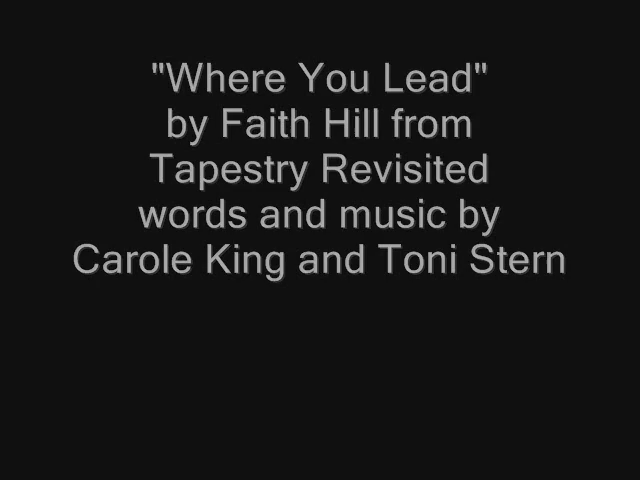 "Where You Lead"
by Faith Hill from
Tapestry Revisited
words and music by
Carole King and Toni Stern